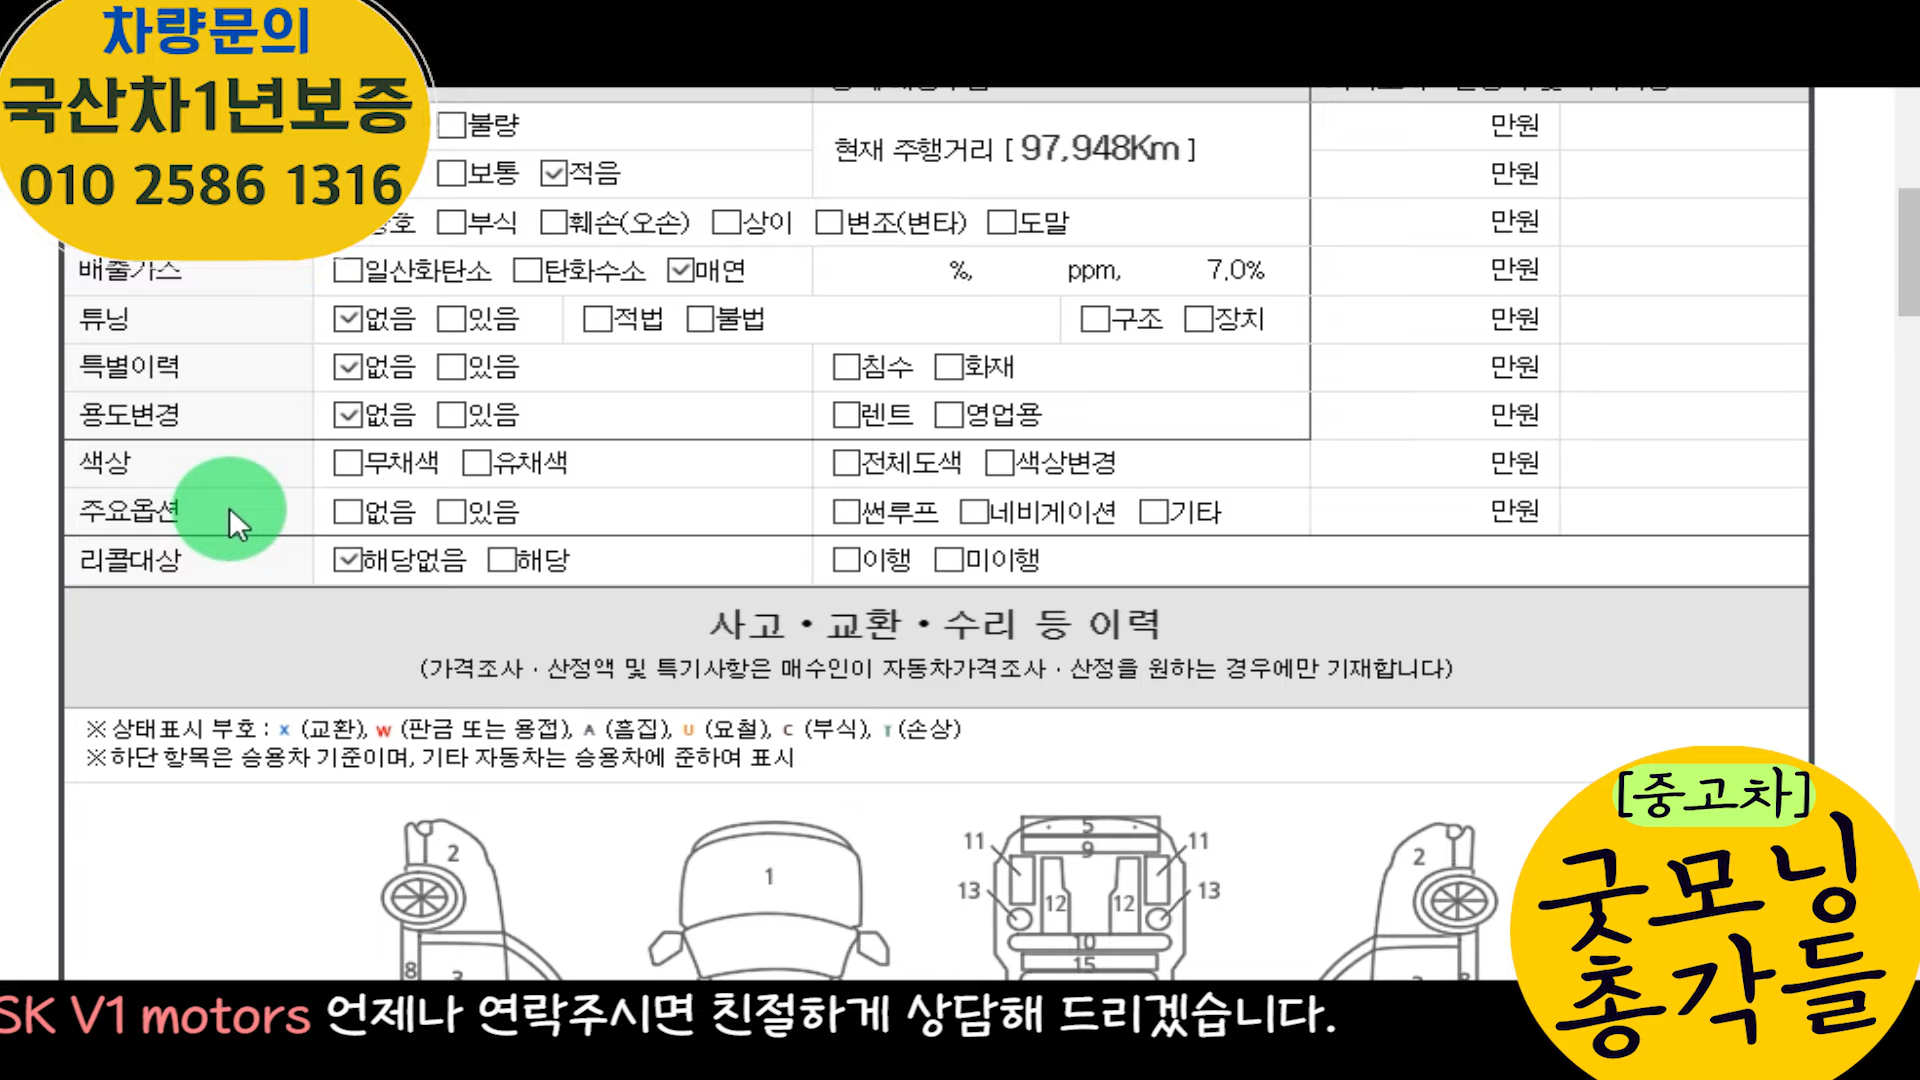 차량문의
국산차1년보증
010 2586 1316
□불량
현재 주행거리 [ 97,948Km ]
만원
□보통 ☑적음
만원
□부식 □훼손(오손) □상이 □변조(변타) □도말
만원
배출가스 □일산화탄소 □탄화수소 ☑매연 %, ppm, 7.0% 만원
튜닝 ☑없음 □있음 □적법 □불법 □구조 □장치 만원
특별이력 ☑없음 □있음 □침수 □화재 만원
용도변경 ☑없음 □있음 □렌트 □영업용 만원
색상 □무채색 □유채색 □전체도색 □색상변경 만원
주요옵션 □없음 □있음 □썬루프 □네비게이션 □기타 만원
리콜대상 ☑해당없음 □해당 □이행 □미이행
사고•교환•수리 등 이력
(가격조사 · 산정액 및 특기사항은 매수인이 자동차가격조사 · 산정을 원하는 경우에만 기재합니다)
※ 상태표시 부호 : X (교환), W (판금 또는 용접), A (흠집), U (요철), C (부식), T (손상)
※하단 항목은 승용차 기준이며, 기타 자동차는 승용차에 준하여 표시
2 1 11 5 9 11 2
13 12 12 13
8 10 15
[중고차]
굿모닝
총각들
SK V1 motors 언제나 연락주시면 친절하게 상담해 드리겠습니다.